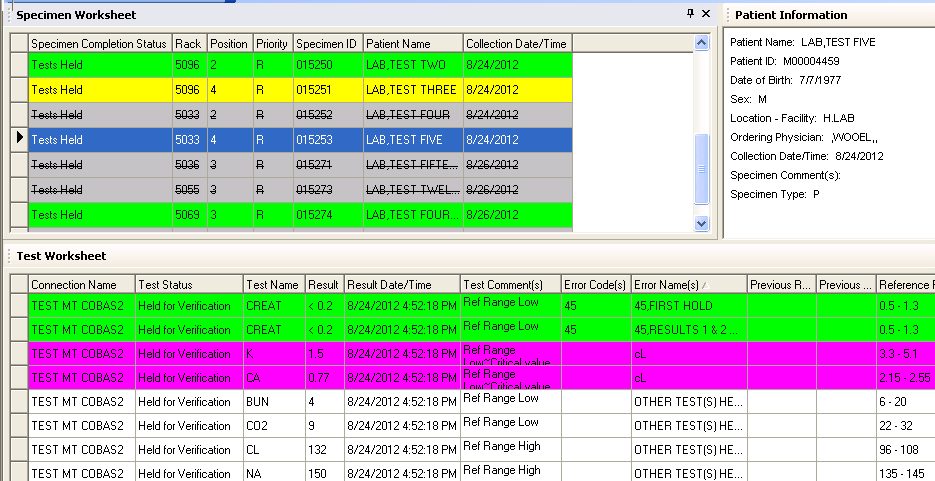 Specimen Worksheet
Specimen Completion Status Rack Position Priority Specimen ID Patient Name Collection Date/Time
Tests Held 5096 2 R 015250 LAB,TEST TWO 8/24/2012
Tests Held 5096 4 R 015251 LAB,TEST THREE 8/24/2012
Tests Held 5033 2 R 015252 LAB,TEST FOUR 8/24/2012
Tests Held 5033 4 R 015253 LAB,TEST FIVE 8/24/2012
Tests Held 5036 3 R 015271 LAB,TEST FIFTE... 8/26/2012
Tests Held 5055 3 R 015273 LAB,TEST TWEL... 8/26/2012
Tests Held 5069 3 R 015274 LAB,TEST FOUR... 8/26/2012
Patient Information
Patient Name: LAB,TEST FIVE
Patient ID: M00004459
Date of Birth: 7/7/1977
Sex: M
Location - Facility: H.LAB
Ordering Physician: ,WOOEL,,
Collection Date/Time: 8/24/2012
Specimen Comment(s):
Specimen Type: P
Test Worksheet
Connection Name Test Status Test Name Result Result Date/Time Test Comment(s) Error Code(s) Error Name(s) Previous R... Previous ... Reference
TEST MT COBAS2 Held for Verification CREAT < 0.2 8/24/2012 4:52:18 PM Ref Range Low 45 45,FIRST HOLD 0.5 - 1.3
TEST MT COBAS2 Held for Verification CREAT < 0.2 8/24/2012 4:52:18 PM Ref Range Low 45 45,RESULTS 1 & 2 ... 0.5 - 1.3
TEST MT COBAS2 Held for Verification K 1.5 8/24/2012 4:52:18 PM Ref Range Low~Critical value cL 3.3 - 5.1
TEST MT COBAS2 Held for Verification CA 0.77 8/24/2012 4:52:18 PM Ref Range Low~Critical value cL 2.15 - 2.55
TEST MT COBAS2 Held for Verification BUN 4 8/24/2012 4:52:18 PM Ref Range Low OTHER TEST(S) HE... 6 - 20
TEST MT COBAS2 Held for Verification CO2 9 8/24/2012 4:52:18 PM Ref Range Low OTHER TEST(S) HE... 22 - 32
TEST MT COBAS2 Held for Verification CL 132 8/24/2012 4:52:18 PM Ref Range High OTHER TEST(S) HE... 96 - 108
TEST MT COBAS2 Held for Verification NA 150 8/24/2012 4:52:18 PM Ref Range High OTHER TEST(S) HE... 135 - 145